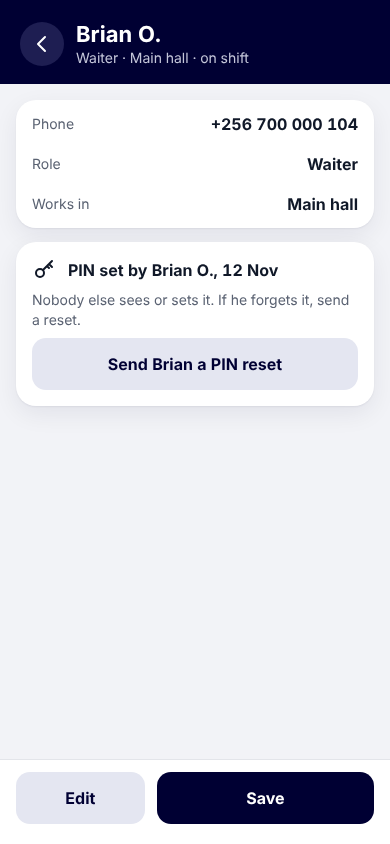 Brian O.
Waiter · Main hall · on shift
Phone +256 700 000 104
Role Waiter
Works in Main hall
PIN set by Brian O., 12 Nov
Nobody else sees or sets it. If he forgets it, send
a reset.
Send Brian a PIN reset
Edit Save